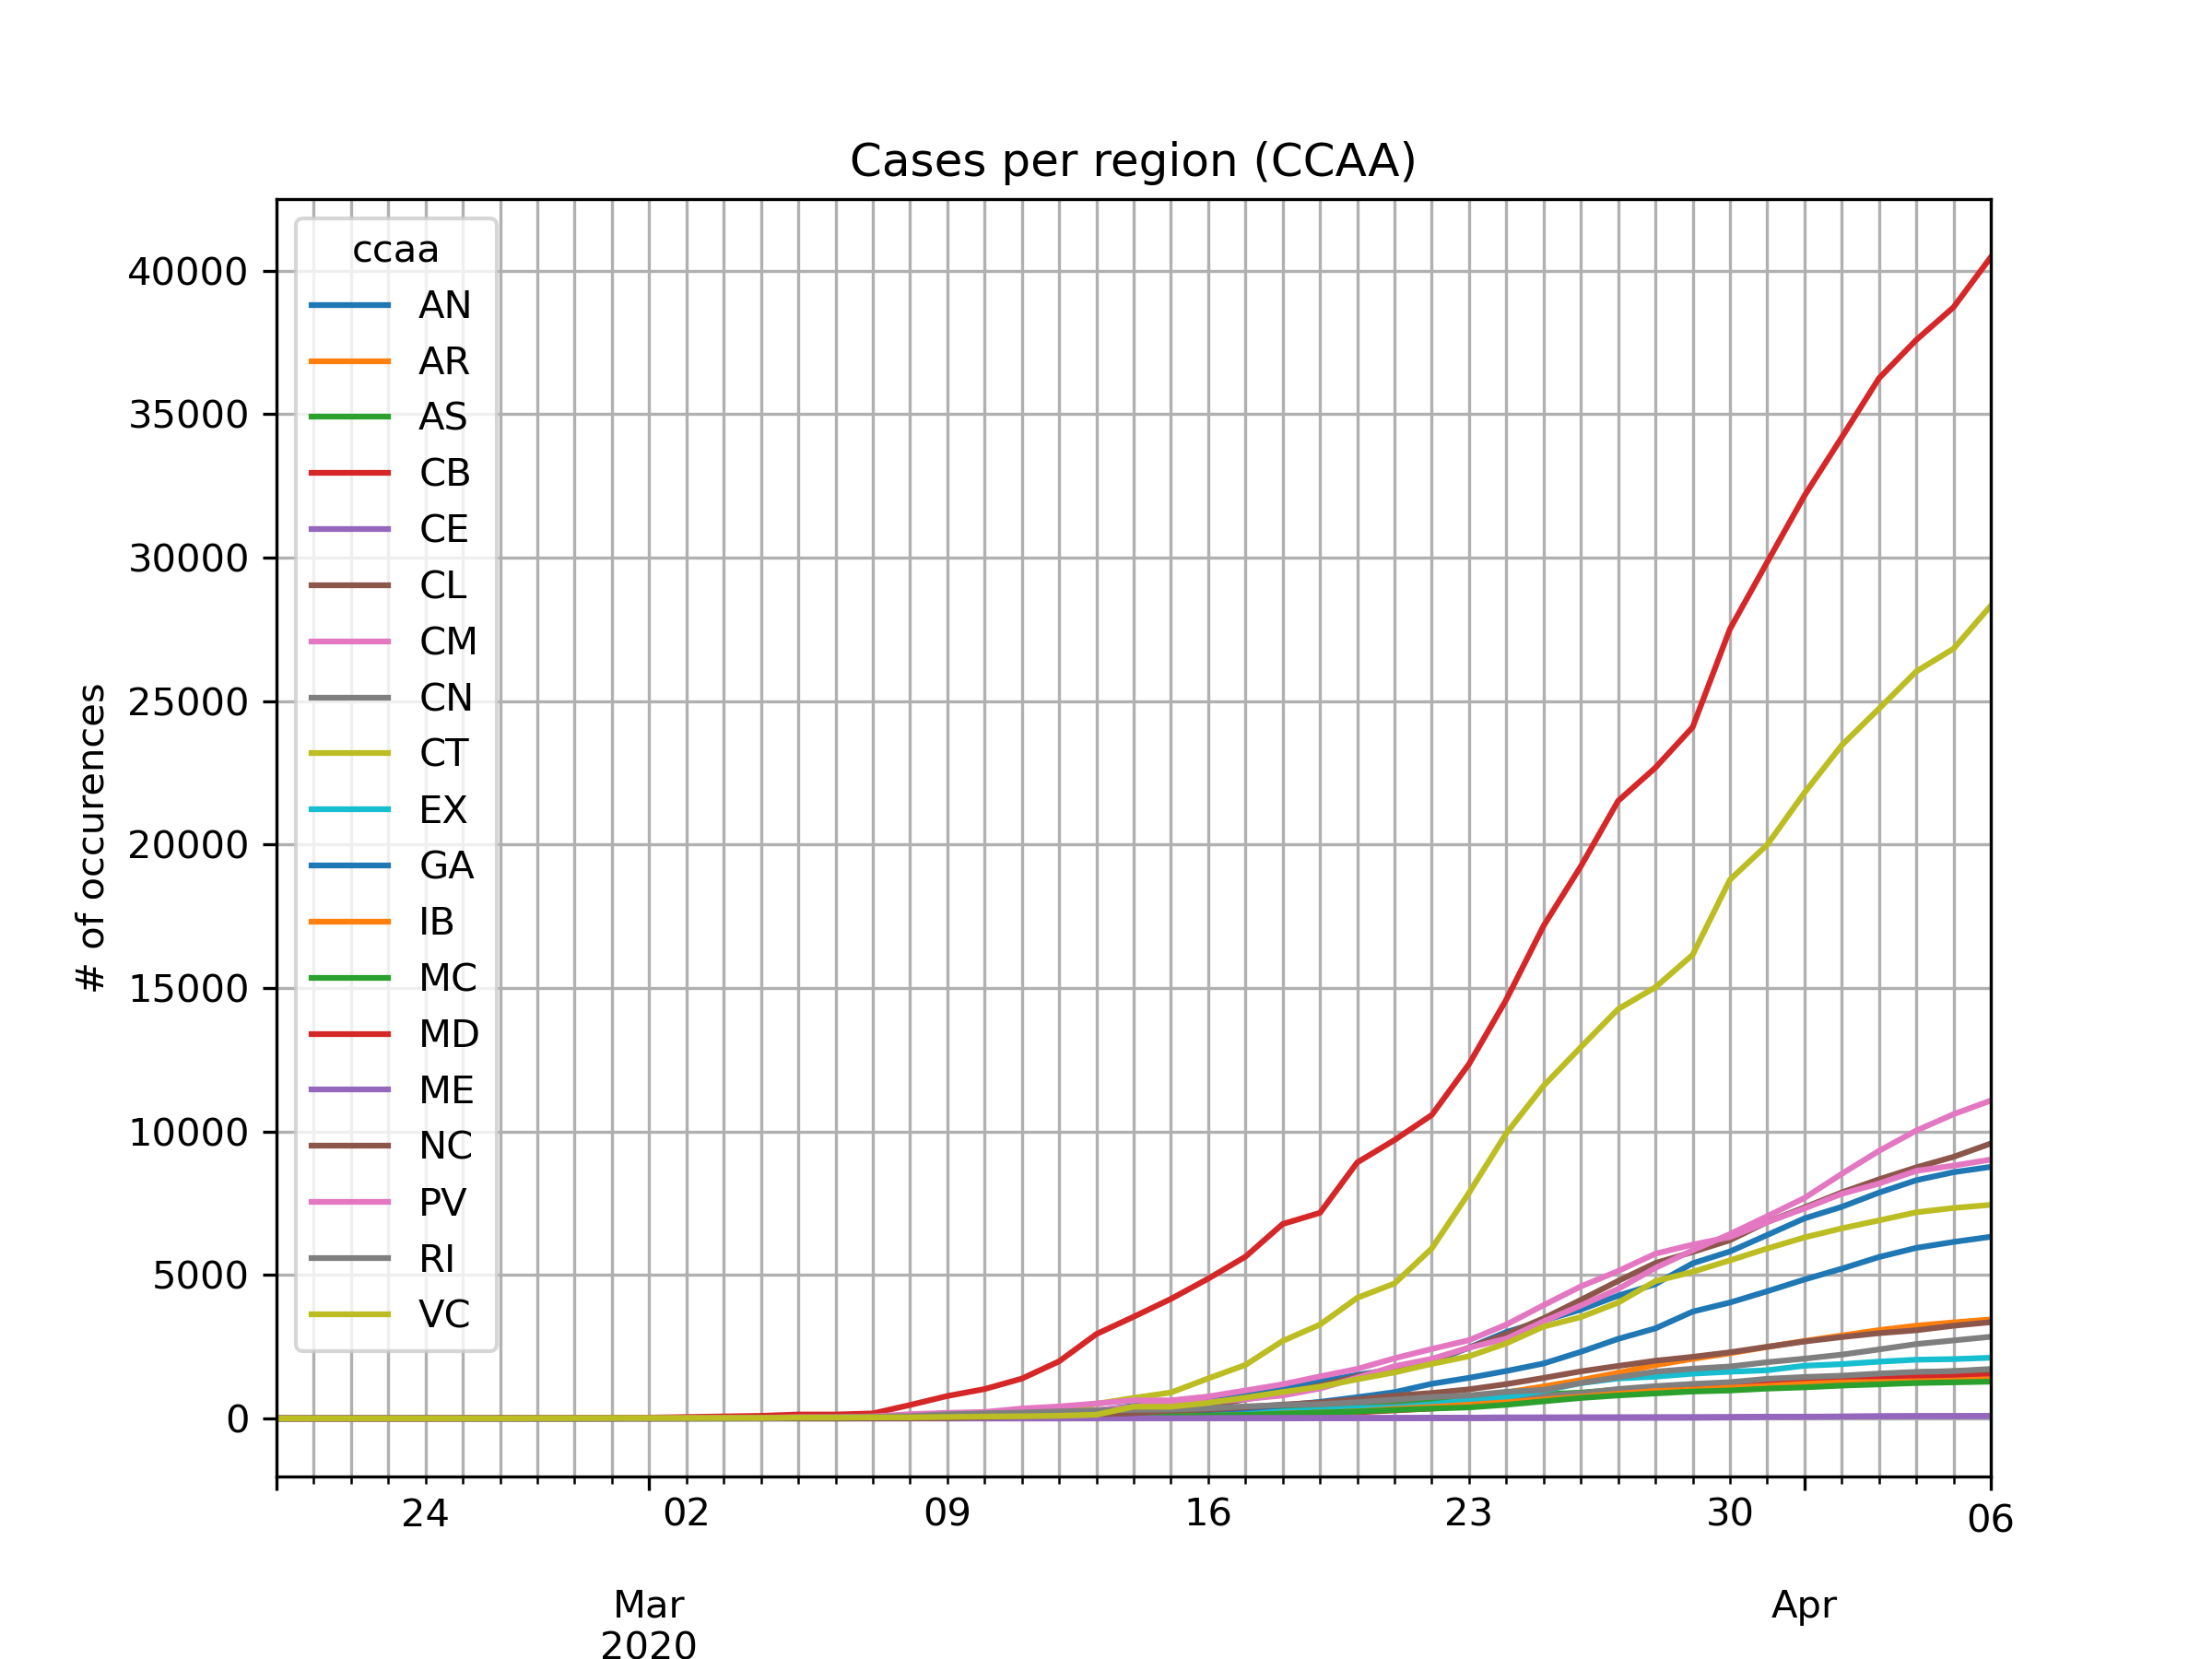 Cases per region (CCAA)
ccaa
AN
AR
AS
CB
CE
CL
CM
CN
CT
EX
GA
IB
MC
MD
ME
NC
PV
RI
VC
# of occurences
40000
35000
30000
25000
20000
15000
10000
5000
0
24 02 09 16 23 30 06
Mar Apr
2020